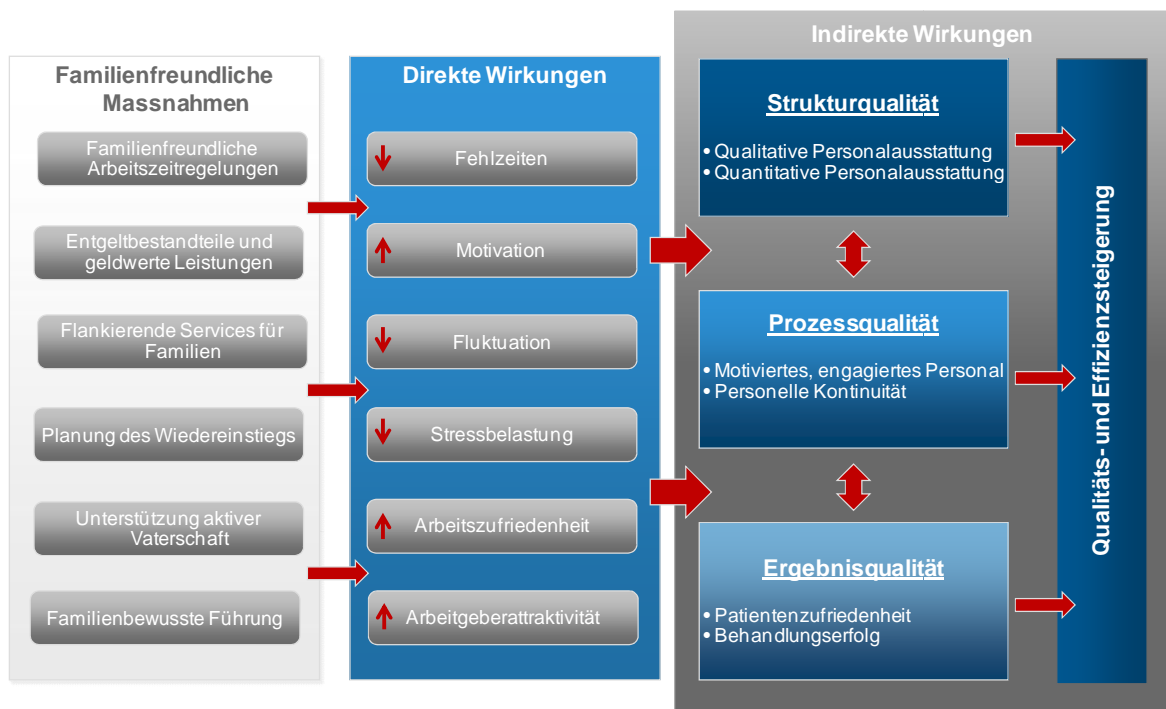 Familienfreundliche
Massnahmen
Familienfreundliche
Arbeitszeitregelungen
Entgeltbestandteile und
geldwerte Leistungen
Flankierende Services für
Familien
Planung des Wiedereinstiegs
Unterstützung aktiver
Vaterschaft
Familienbewusste Führung
Direkte Wirkungen
Fehlzeiten
Motivation
Fluktuation
Stressbelastung
Arbeitszufriedenheit
Arbeitgeberattraktivität
Indirekte Wirkungen
Strukturqualität
• Qualitative Personalausstattung
• Quantitative Personalausstattung
Prozessqualität
• Motiviertes, engagiertes Personal
• Personelle Kontinuität
Ergebnisqualität
• Patientenzufriedenheit
• Behandlungserfolg
Qualitäts- und Effizienzsteigerung